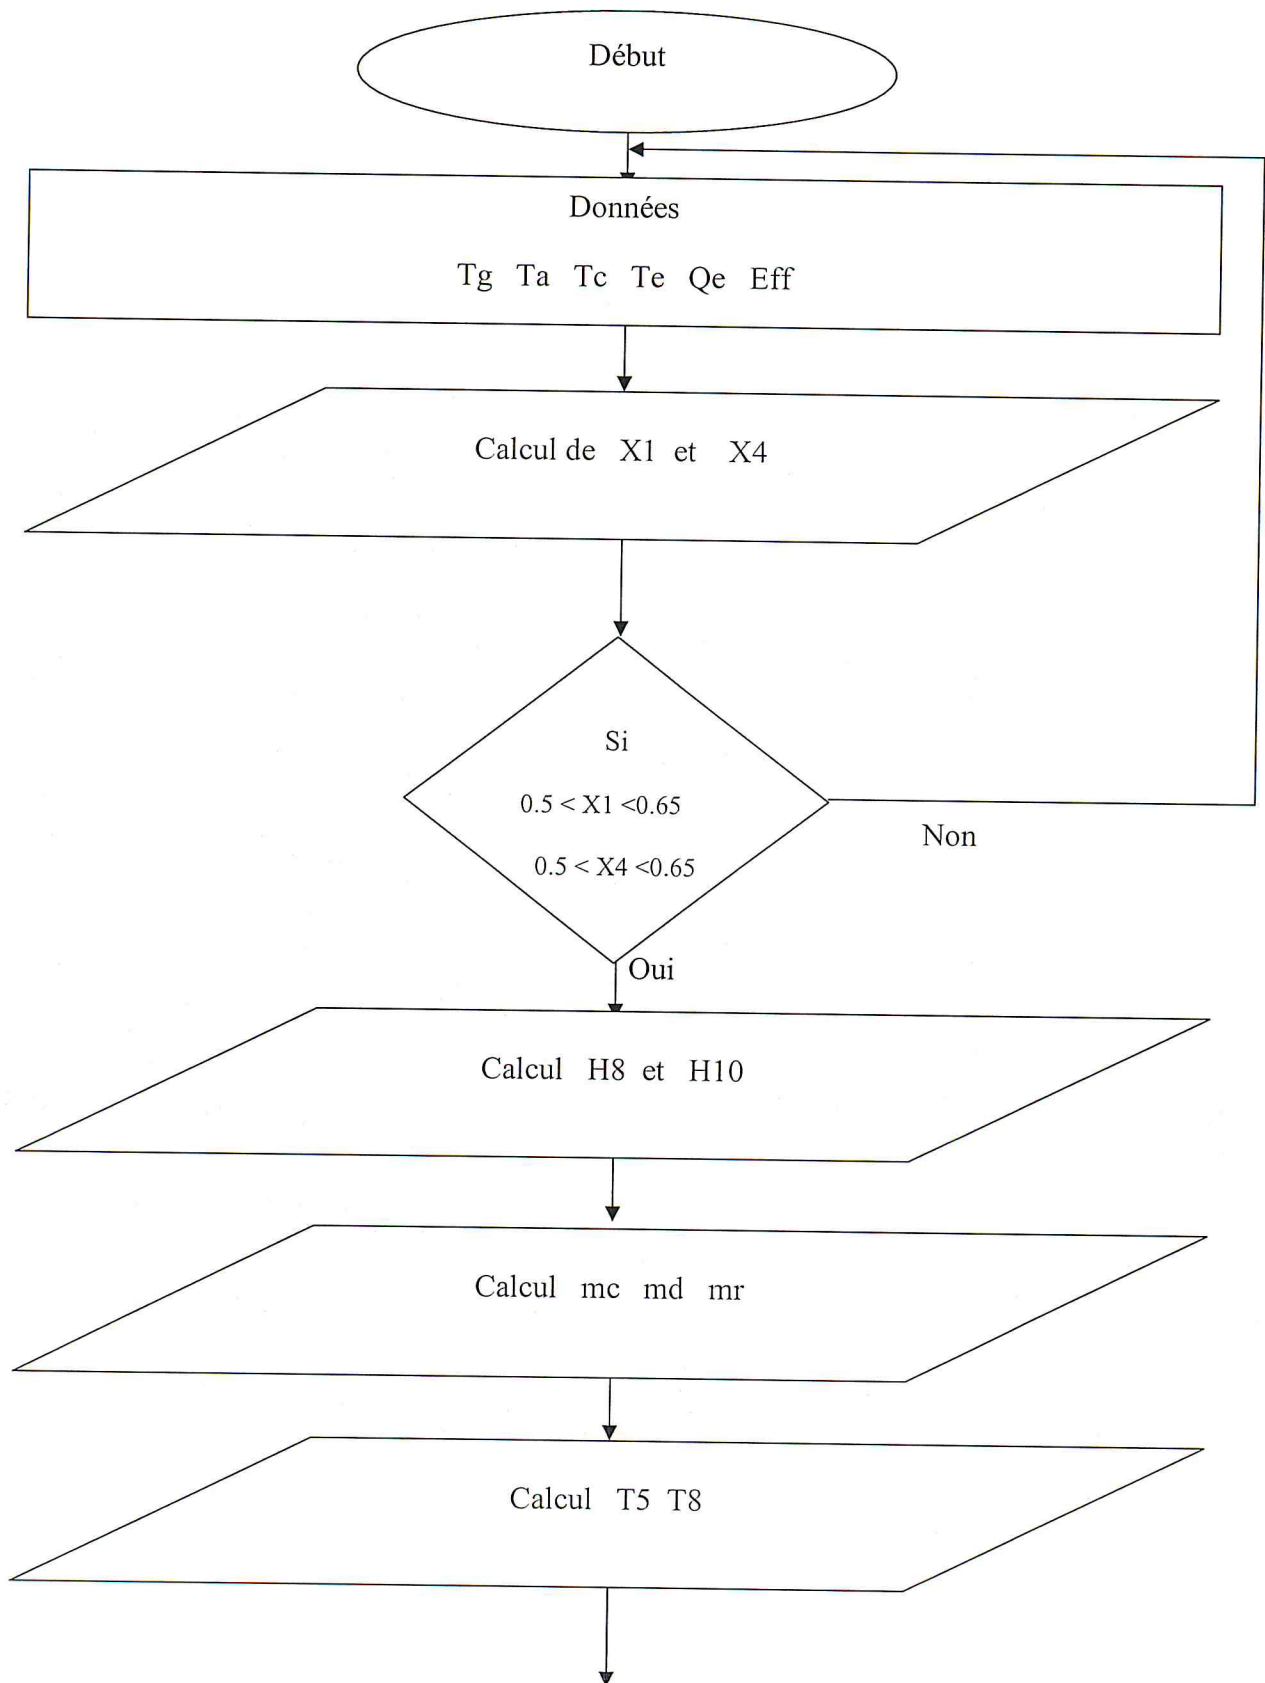 Début
Données
Tg Ta Tc Te Qe Eff
Calcul de X1 et X4
Si
0.5 < X1 <0.65
0.5 < X4 <0.65
Non
Oui
Calcul H8 et H10
Calcul mc md mr
Calcul T5 T8